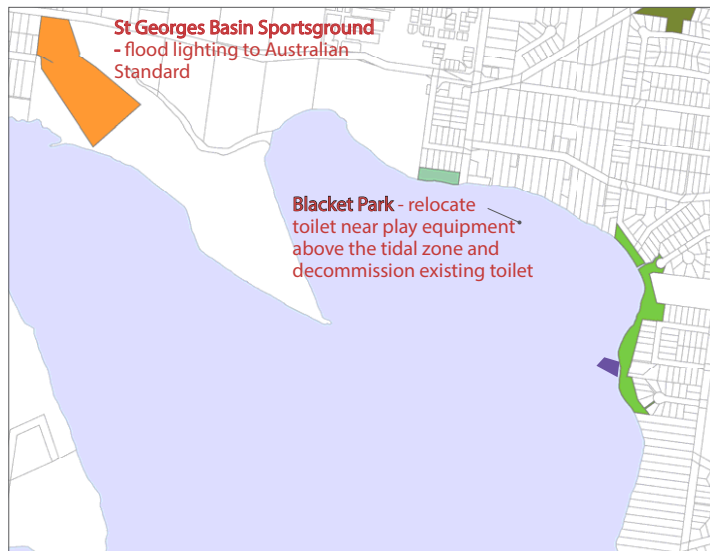 St Georges Basin Sportsground
- flood lighting to Australian
Standard
Blacket Park - relocate
toilet near play equipment
above the tidal zone and
decommission existing toilet